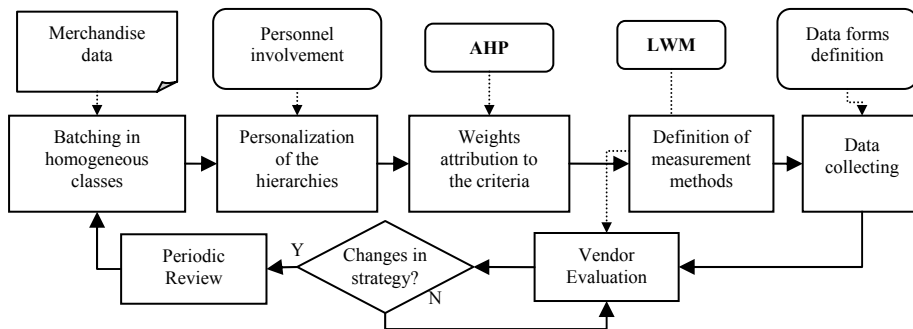 Merchandise
data
Personnel
involvement
AHP
LWM
Data forms
definition
Batching in
homogeneous
classes
Personalization
of the
hierarchies
Weights
attribution to
the criteria
Definition of
measurement
methods
Data
collecting
Periodic
Review
Y
Changes in
strategy?
N
Vendor
Evaluation